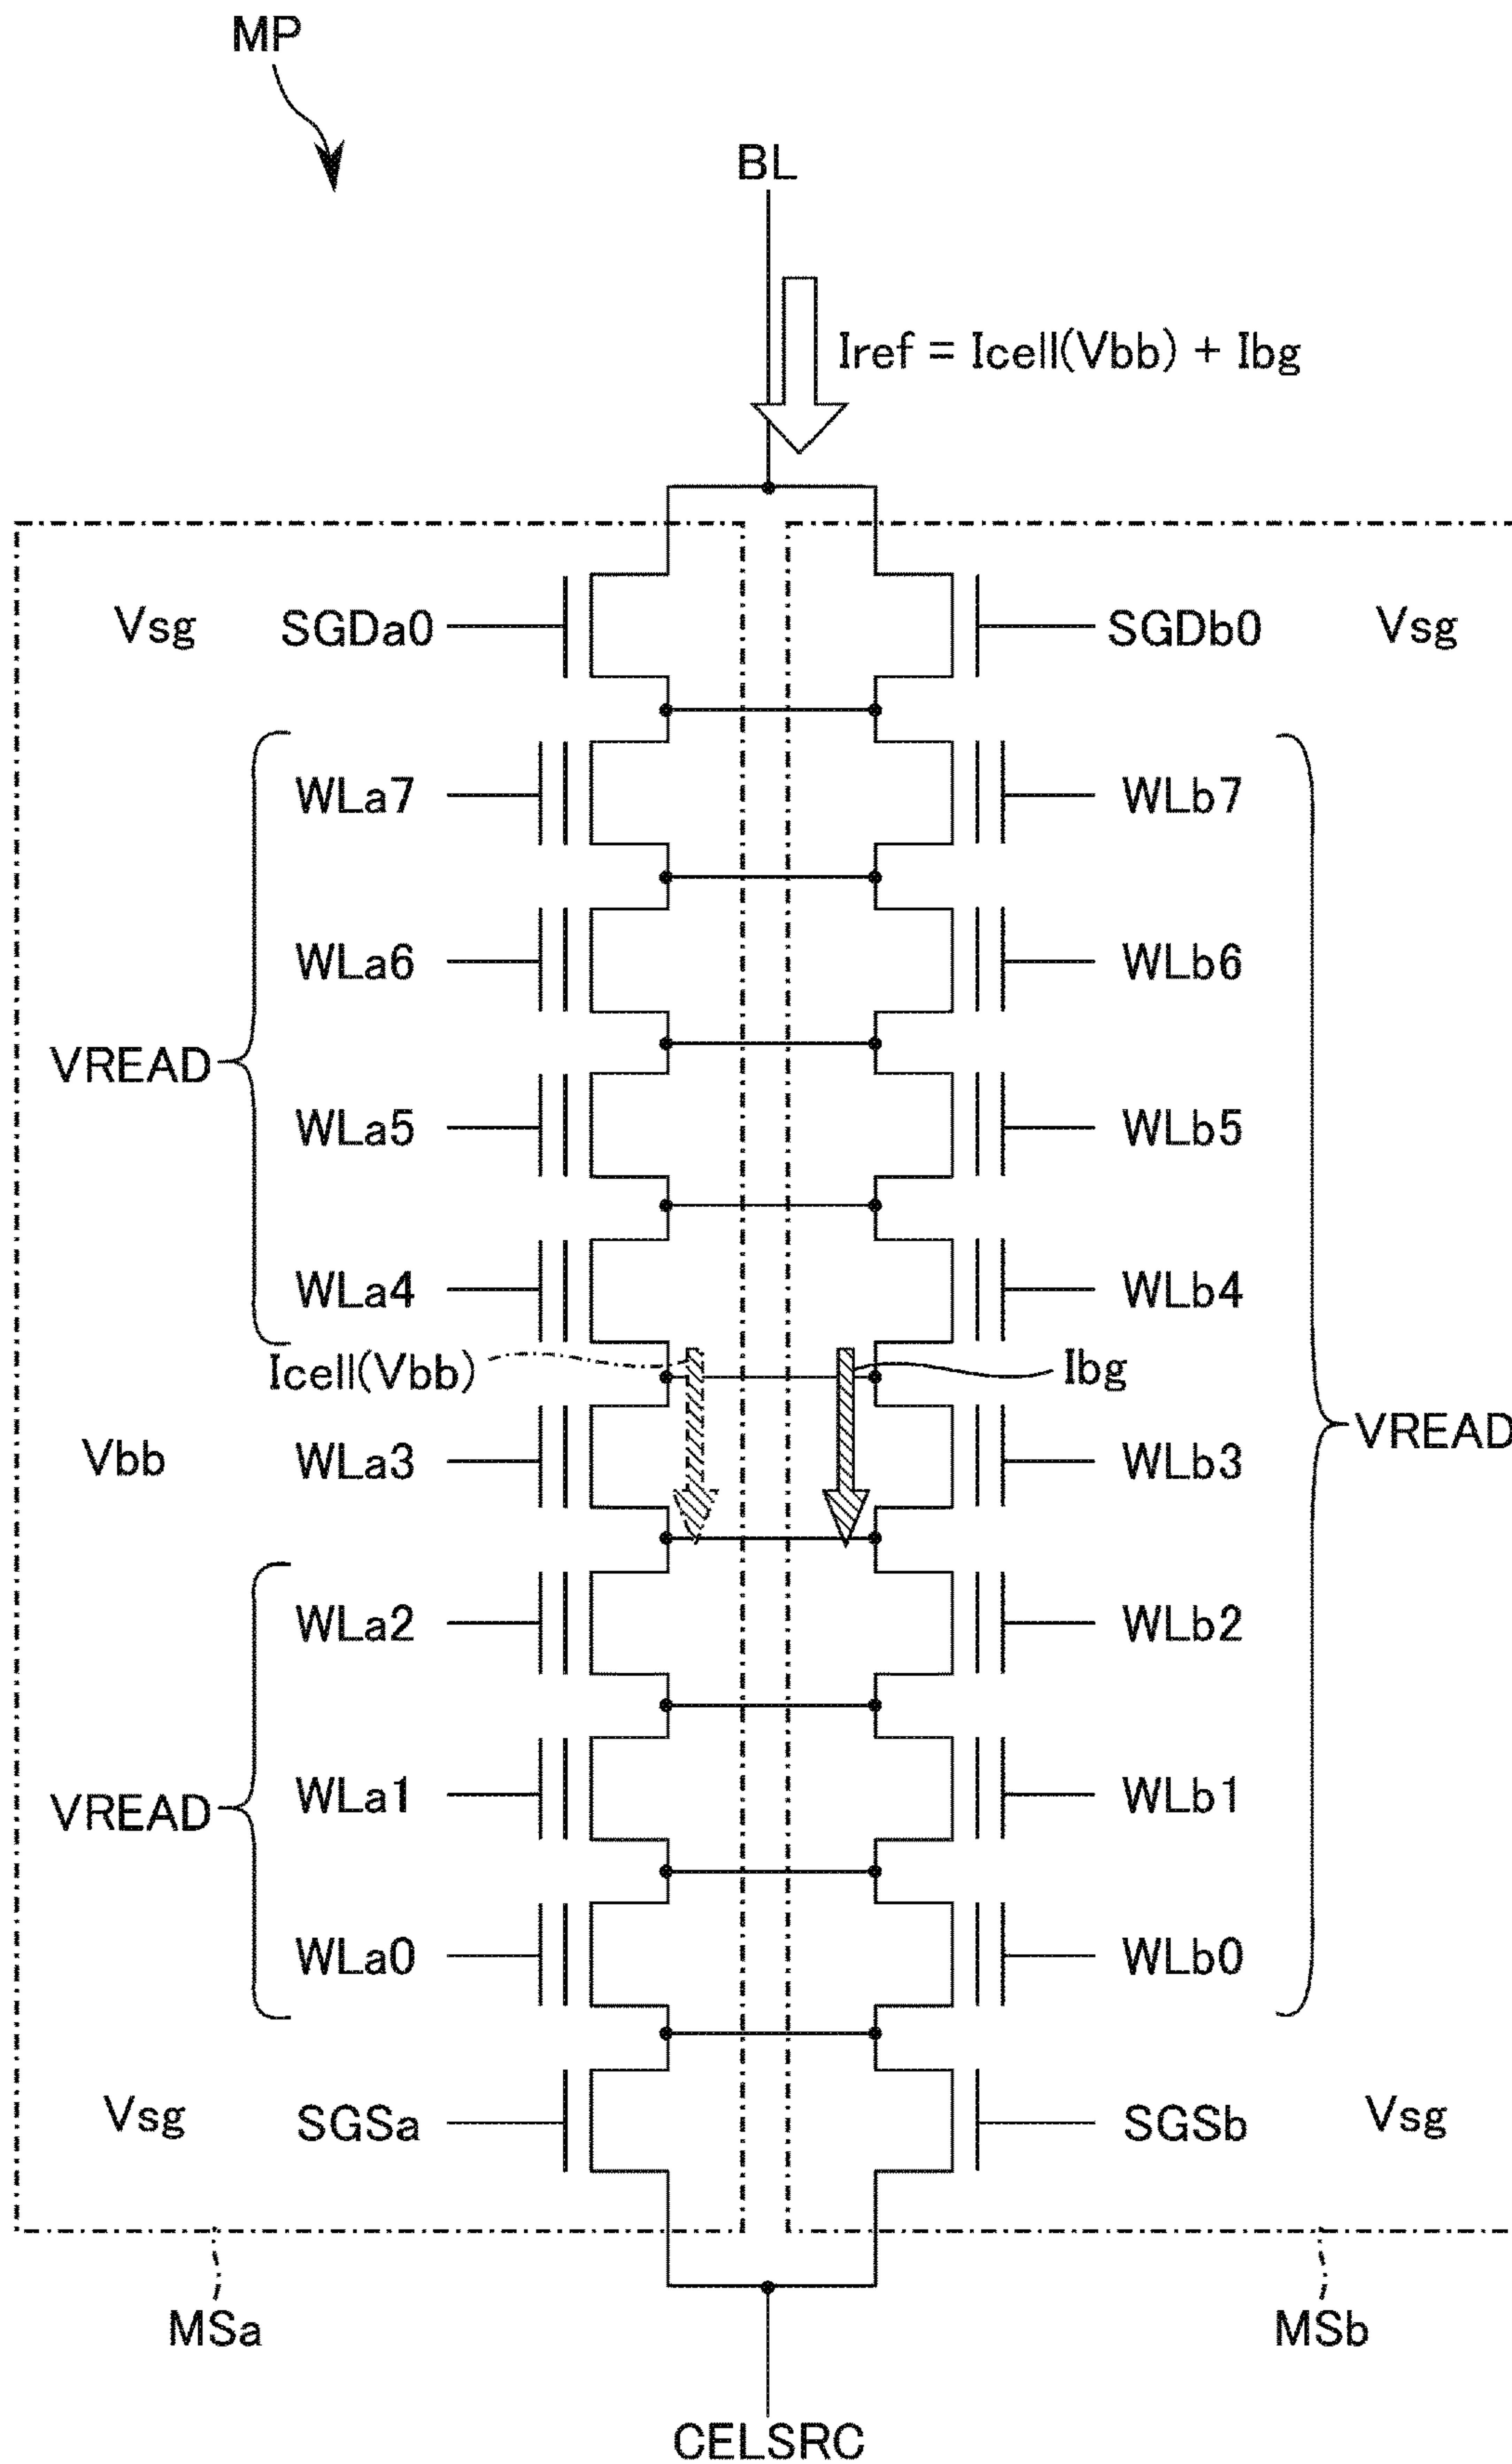 MP
BL
Iref = Icell(Vbb) + Ibg
Vsg SGDa0 SGDb0 Vsg
WLa7 WLb7
WLa6 WLb6
VREAD
WLa5 WLb5
WLa4 WLb4
Icell(Vbb) Ibg
Vbb WLa3 WLb3 VREAD
WLa2 WLb2
VREAD WLa1 WLb1
WLa0 WLb0
Vsg SGSa SGSb Vsg
MSa MSb
CELSRC